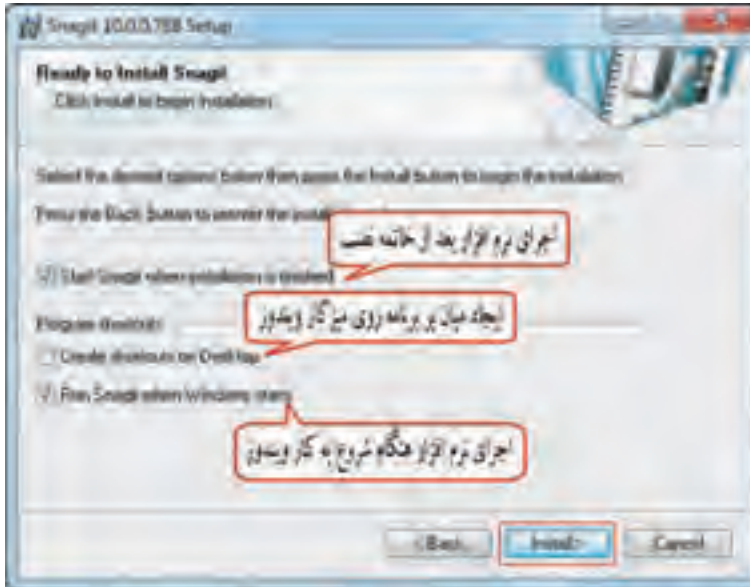 Snagit 10.0.0.788 Setup
Ready to Install Snagit
Click Install to begin installation.
Select the desired options below then press the Install button to begin the installation.
Press the Back button to reenter the
اجرای نرم افزار بعد از خاتمه نصب
Start Snagit when installation is finished
ایجاد میان بر برنامه روی میز کار ویندوز
Program shortcuts
Create shortcuts on Desktop
Run Snagit when Windows starts
اجرای نرم افزار هنگام شروع به کار ویندوز
< Back
Install >
Cancel